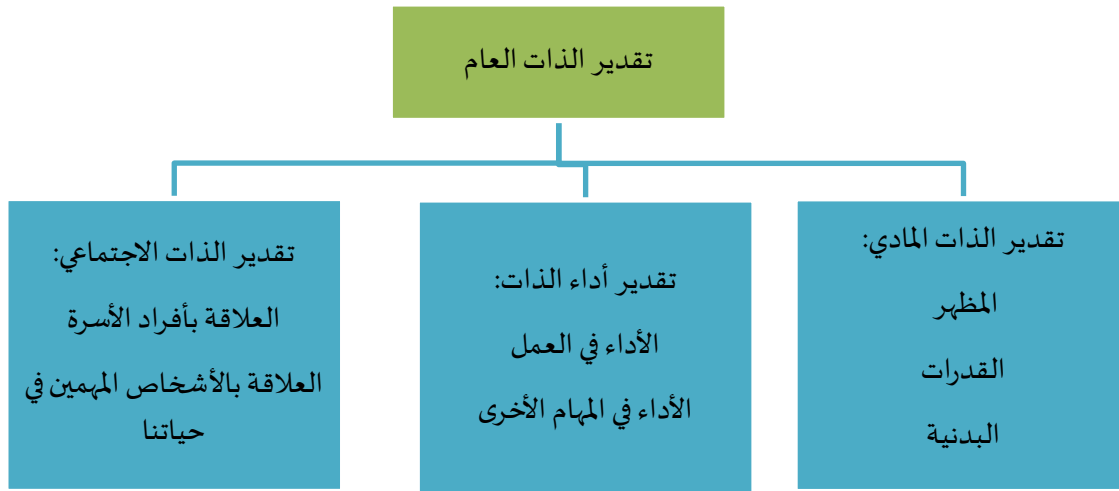 تقدير الذات العام
تقدير الذات المادي:
المظهر
القدرات
البدنية
تقدير أداء الذات:
الأداء في العمل
الأداء في المهام الأخرى
تقدير الذات الاجتماعي:
العلاقة بأفراد الأسرة
العلاقة بالأشخاص المهمين في
حياتنا